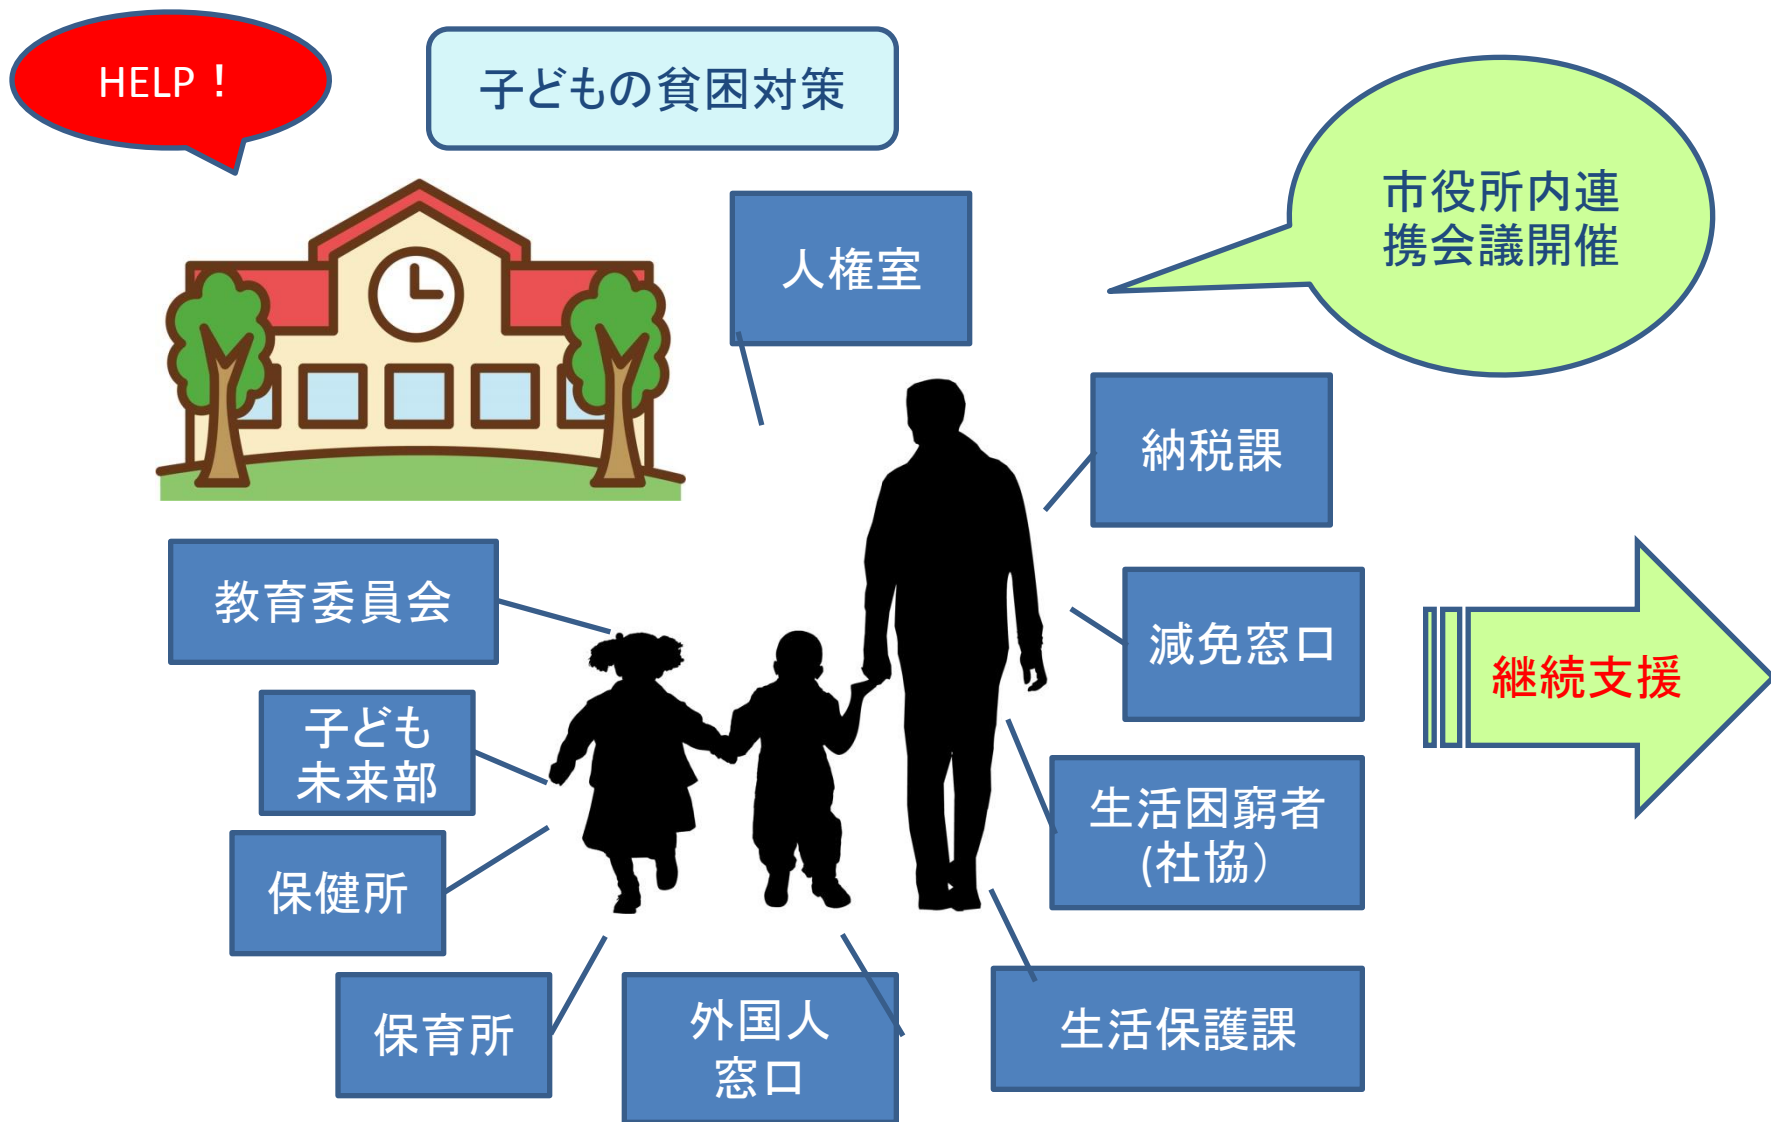 HELP！
子どもの貧困対策
市役所内連
携会議開催
人権室
納税課
教育委員会
減免窓口
継続支援
子ども
未来部
生活困窮者
(社協）
保健所
保育所
外国人
窓口
生活保護課